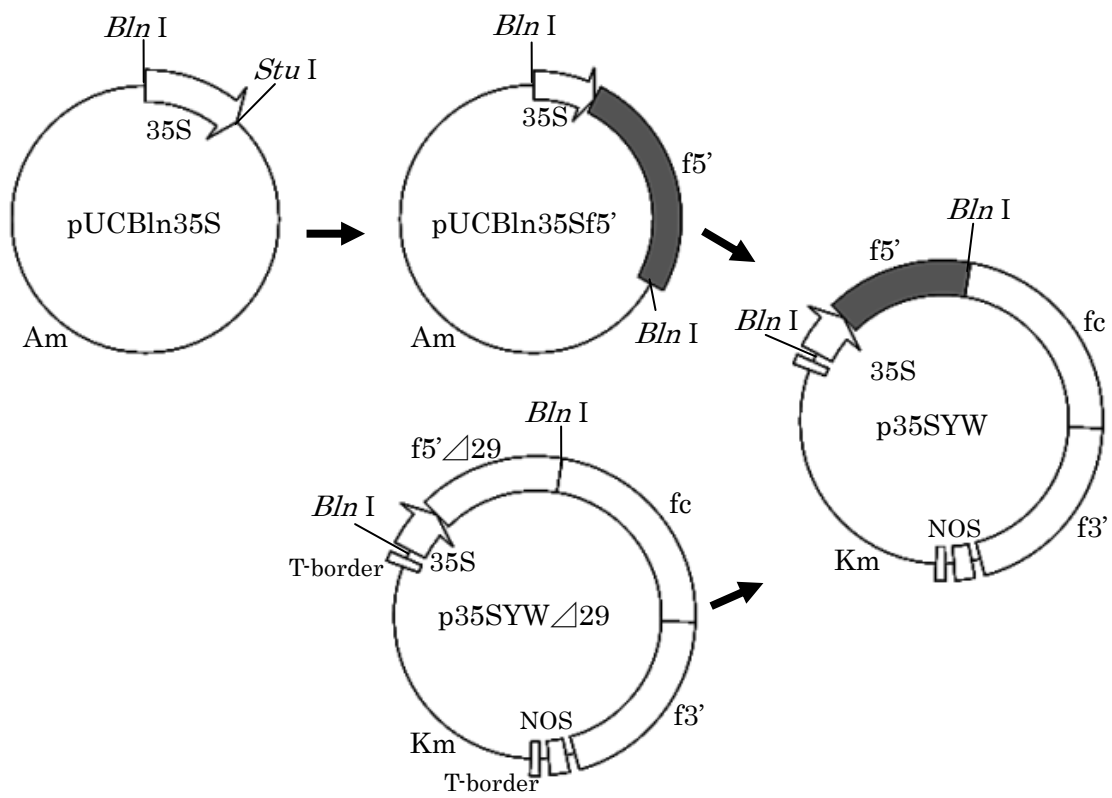 Bln I
Stu I
35S
pUCBln35S
Am
Bln I
35S
f5’
pUCBln35Sf5’
Bln I
Am
Bln I
f5’
Bln I
fc
35S
p35SYW
f3’
NOS
Km
Bln I
f5’⊿29
Bln I
fc
T-border
35S
p35SYW⊿29
f3’
NOS
Km
T-border